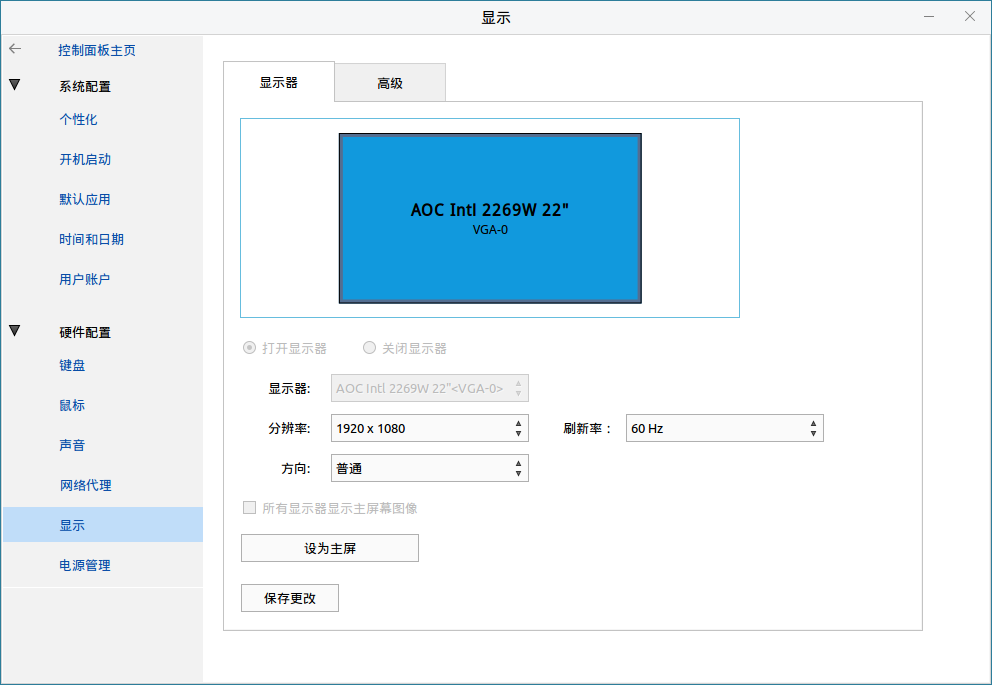 显示
控制面板主页
系统配置
个性化
开机启动
默认应用
时间和日期
用户账户
硬件配置
键盘
鼠标
声音
网络代理
显示
电源管理
显示器 高级
AOC Intl 2269W 22"
VGA-0
打开显示器 关闭显示器
显示器: AOC Intl 2269W 22"<VGA-0>
分辨率: 1920 x 1080 刷新率： 60 Hz
方向: 普通
所有显示器显示主屏幕图像
设为主屏
保存更改